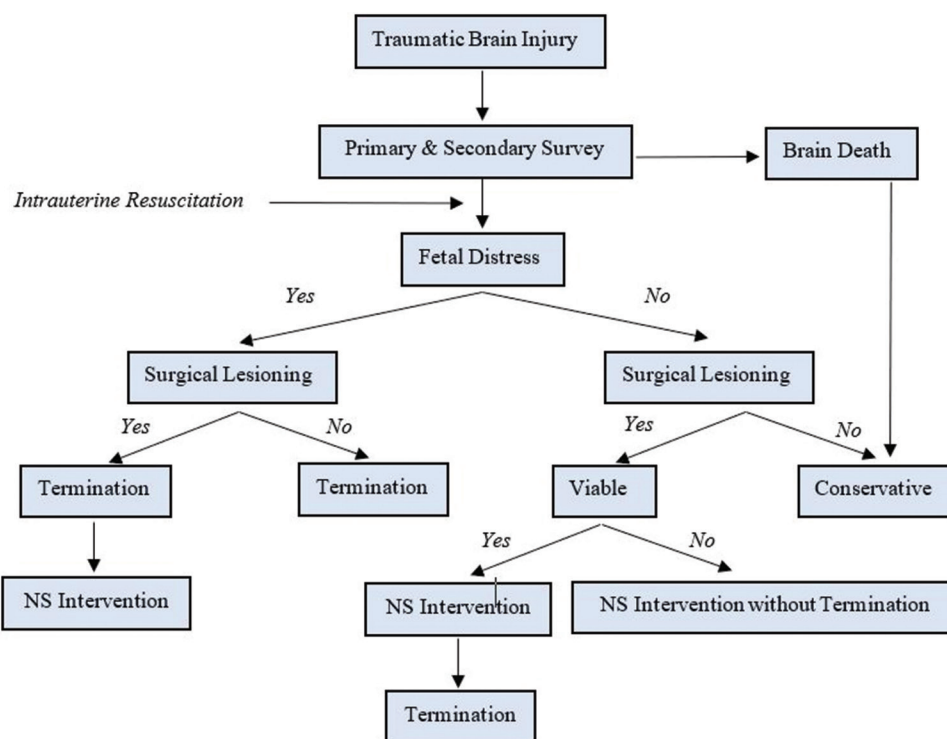 Traumatic Brain Injury
Primary & Secondary Survey
Brain Death
Intrauterine Resuscitation
Fetal Distress
Yes
No
Surgical Lesioning
Surgical Lesioning
Yes
No
Yes
No
Termination
Termination
Viable
Conservative
Yes
No
NS Intervention
NS Intervention
NS Intervention without Termination
Termination